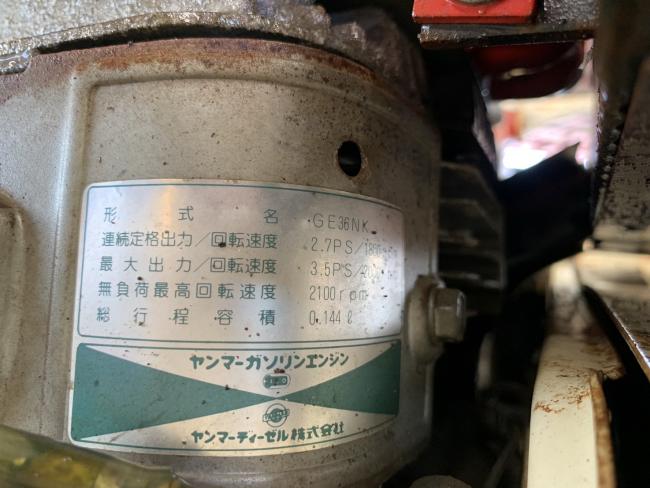 形式名 GE36NK
連続定格出力/回転速度 2.7PS/1800
最大出力/回転速度 3.5PS/
無負荷最高回転速度 2100rpm
総行程容積 0.144ℓ
ヤンマーガソリンエンジン
ヤンマーディーゼル株式会社